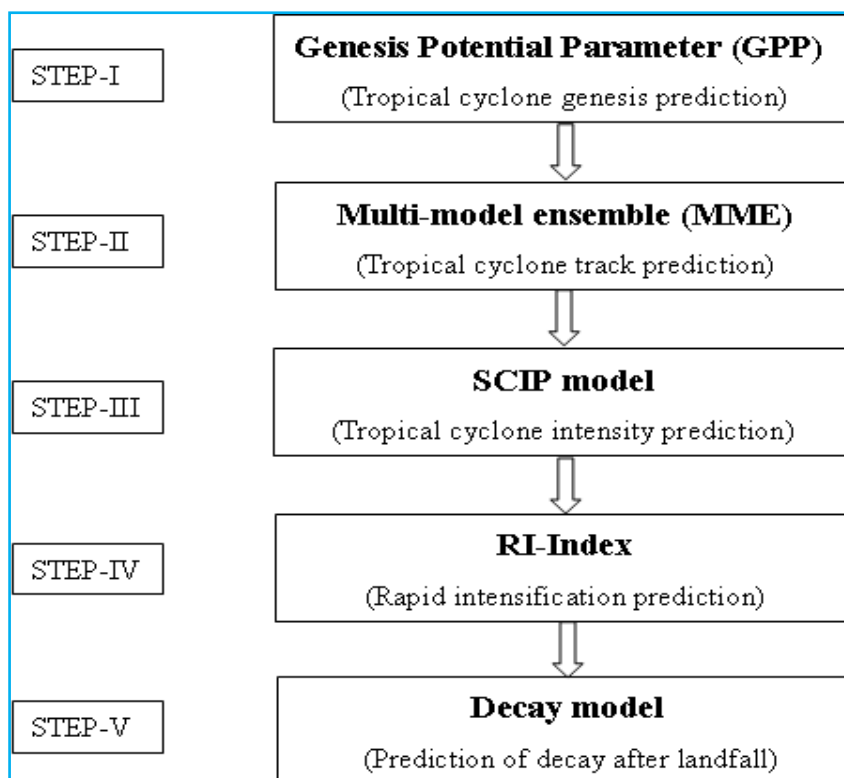 STEP-I
Genesis Potential Parameter (GPP)
(Tropical cyclone genesis prediction)
STEP-II
Multi-model ensemble (MME)
(Tropical cyclone track prediction)
STEP-III
SCIP model
(Tropical cyclone intensity prediction)
STEP-IV
RI-Index
(Rapid intensification prediction)
STEP-V
Decay model
(Prediction of decay after landfall)